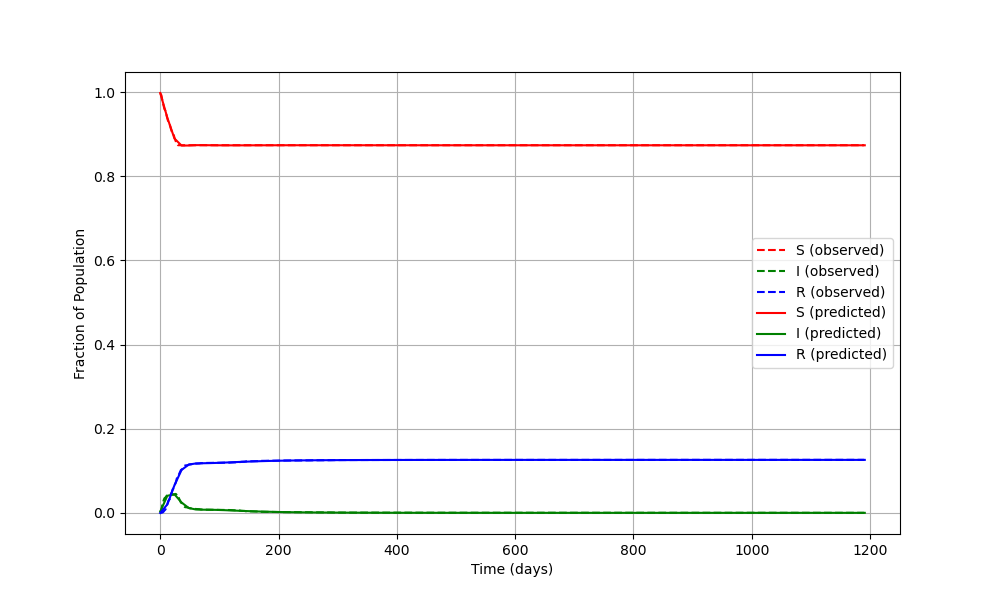 1.0
0.8
0.6
0.4
0.2
0.0
Fraction of Population
S (observed)
I (observed)
R (observed)
S (predicted)
I (predicted)
R (predicted)
0 200 400 600 800 1000 1200
Time (days)